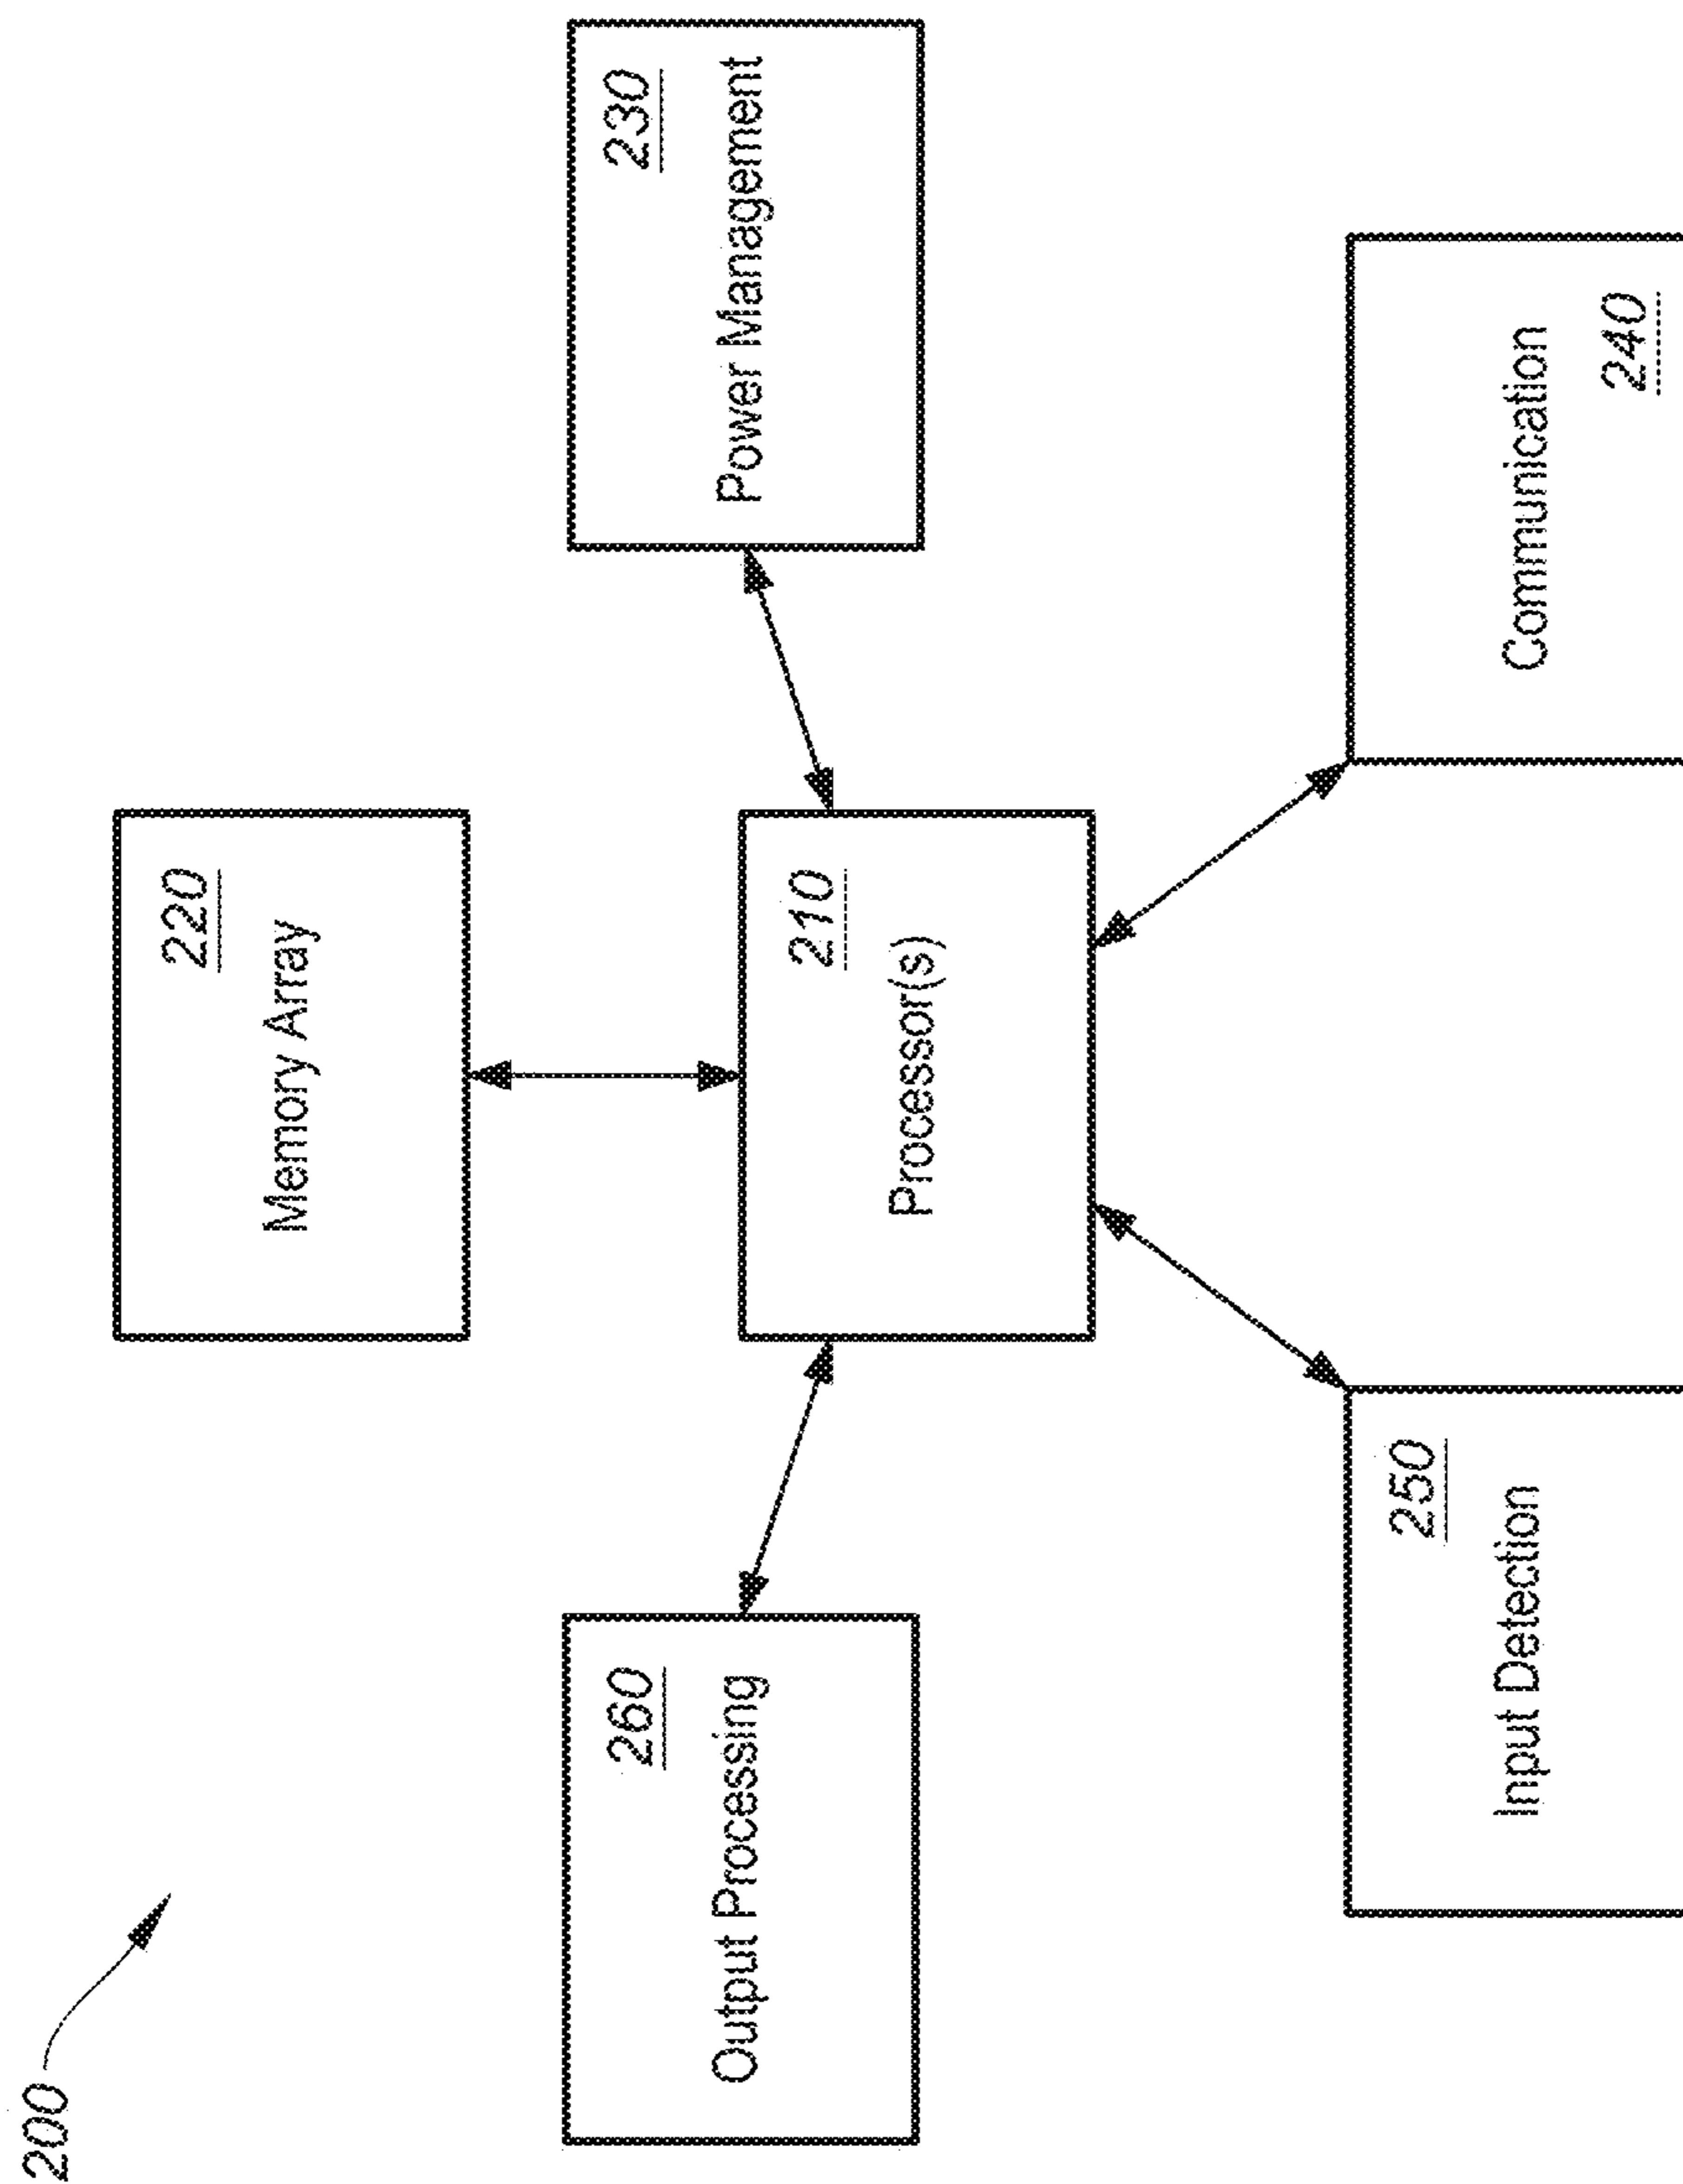 200
220
Memory Array
260
Output Processing
210
Processor(s)
230
Power Management
250
Input Detection
Communication
240